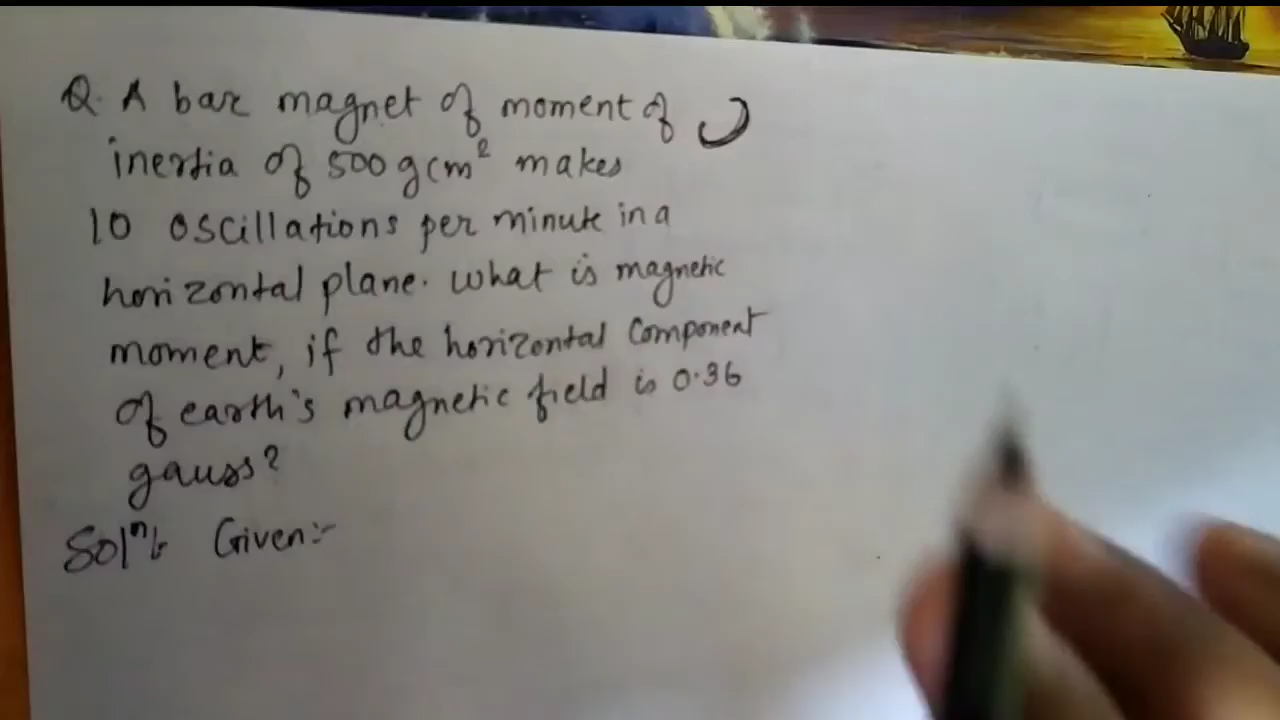 Q. A bar magnet of moment of
inertia of 500 gcm² makes
10 oscillations per minute in a
horizontal plane. What is magnetic
moment, if the horizontal component
of earth's magnetic field is 0.36
gauss?
Solⁿ:- Given:-